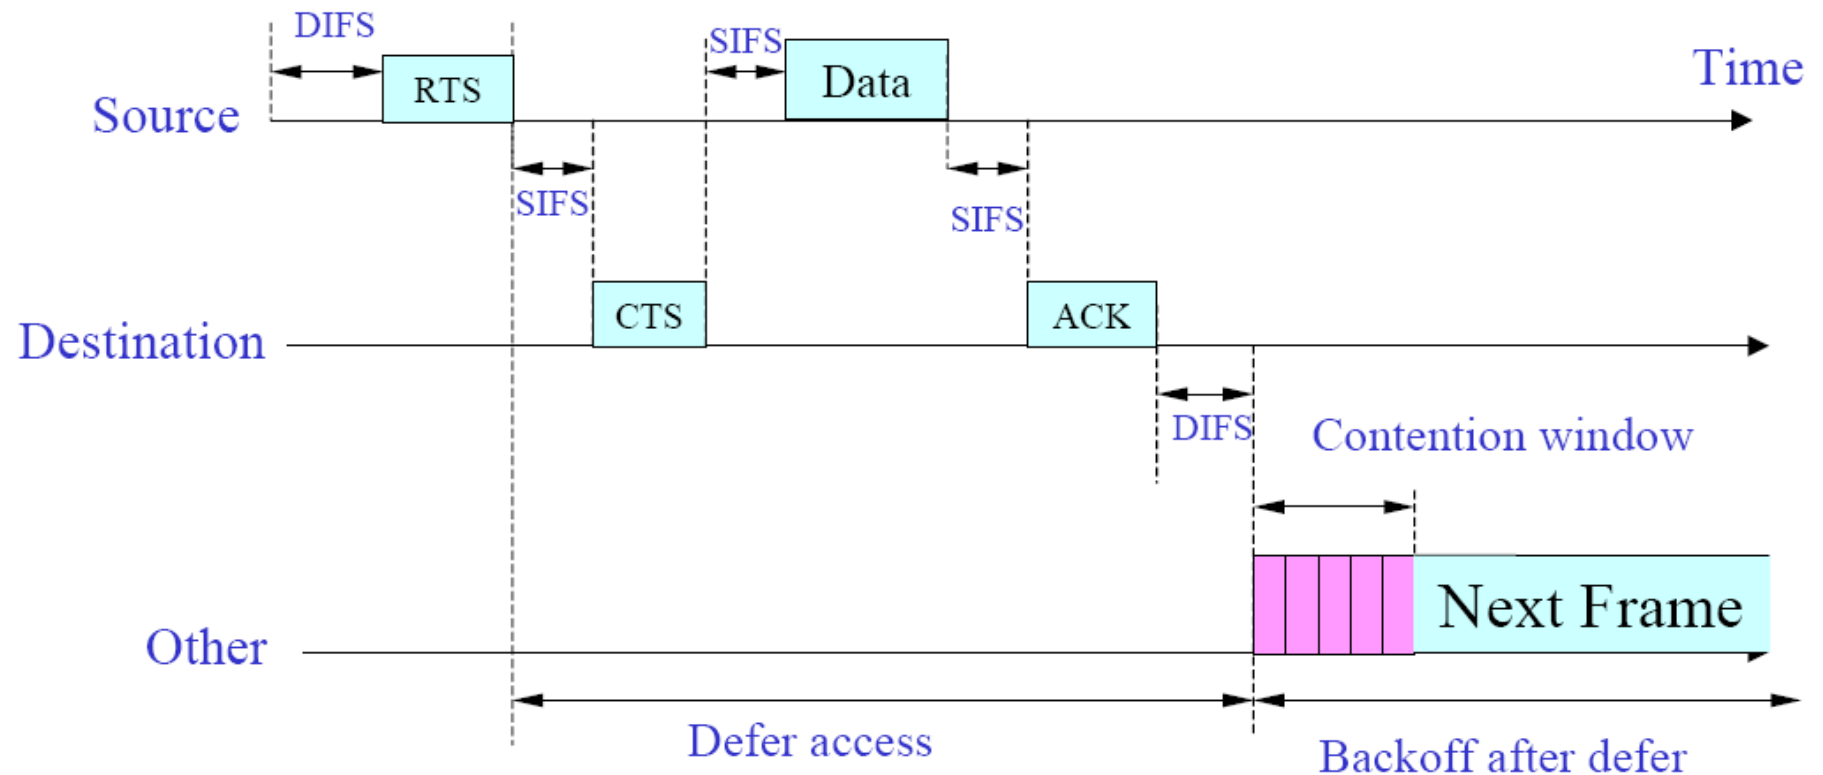 DIFS
SIFS
Time
RTS
Data
Source
SIFS
SIFS
CTS
ACK
Destination
DIFS
Contention window
Next Frame
Other
Defer access
Backoff after defer